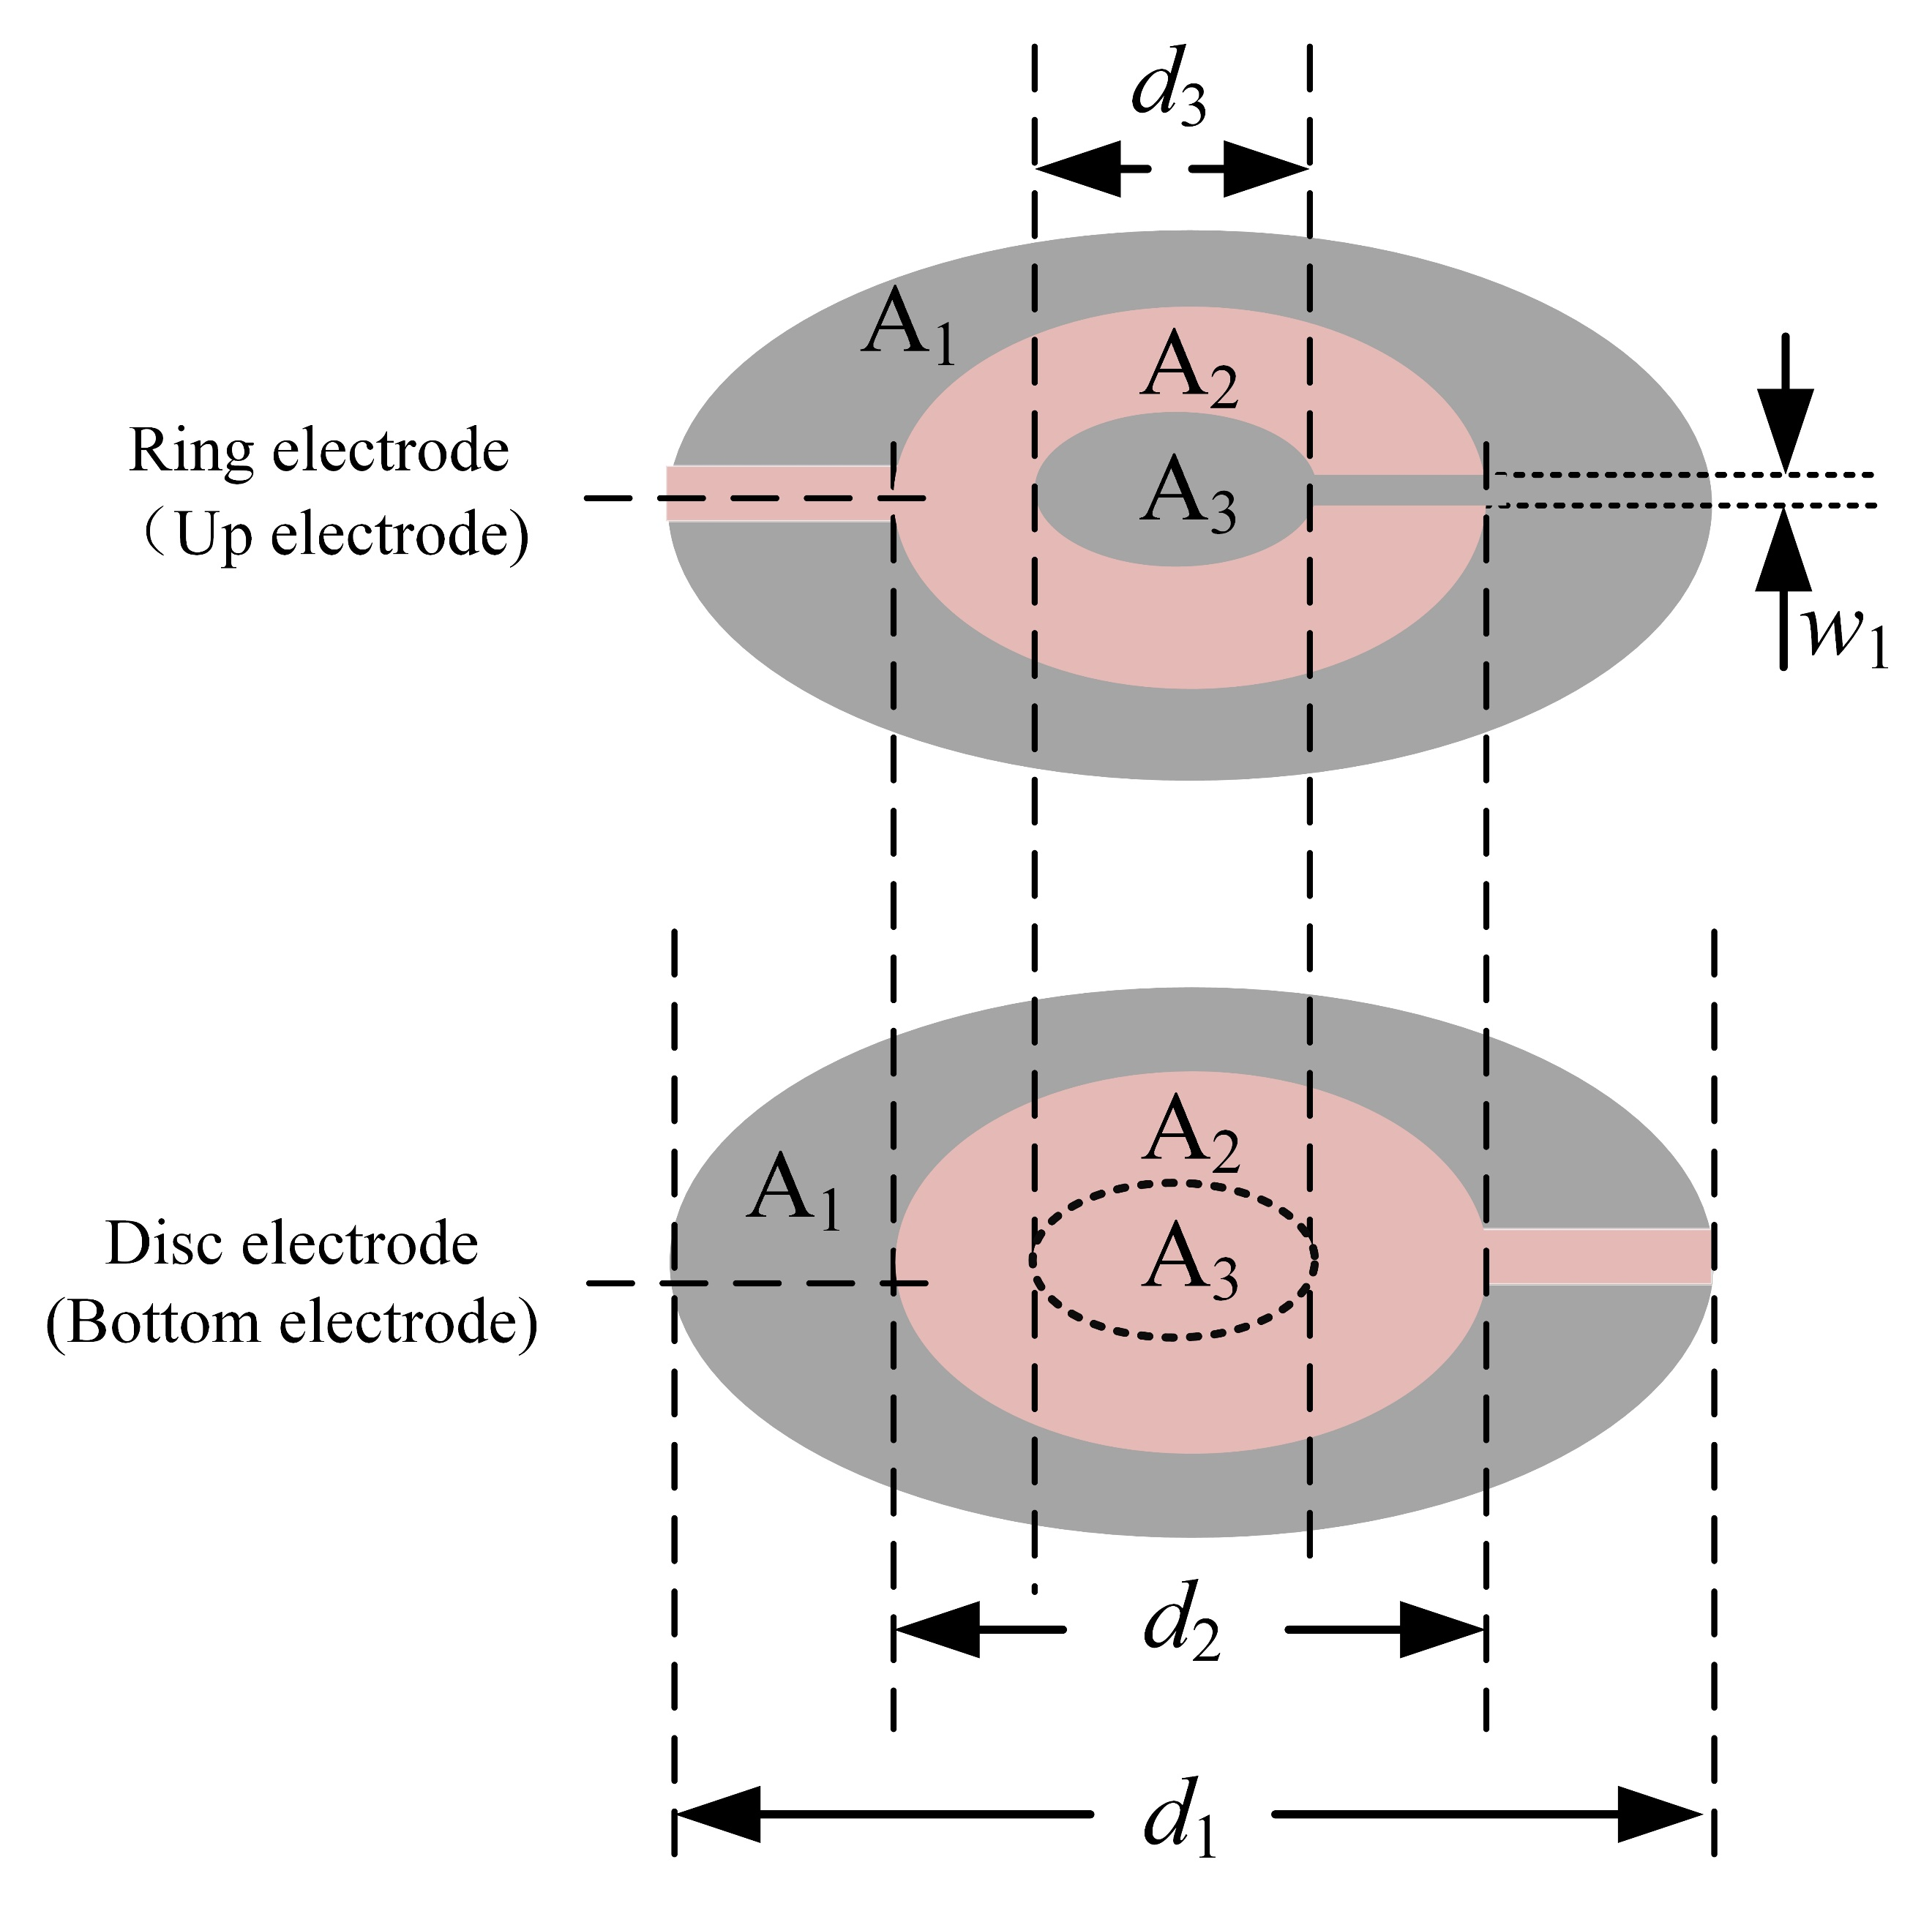 d3
A1
A2
Ring electrode
（Up electrode)
A3
w1
A2
A1
Disc electrode
(Bottom electrode)
A3
d2
d1